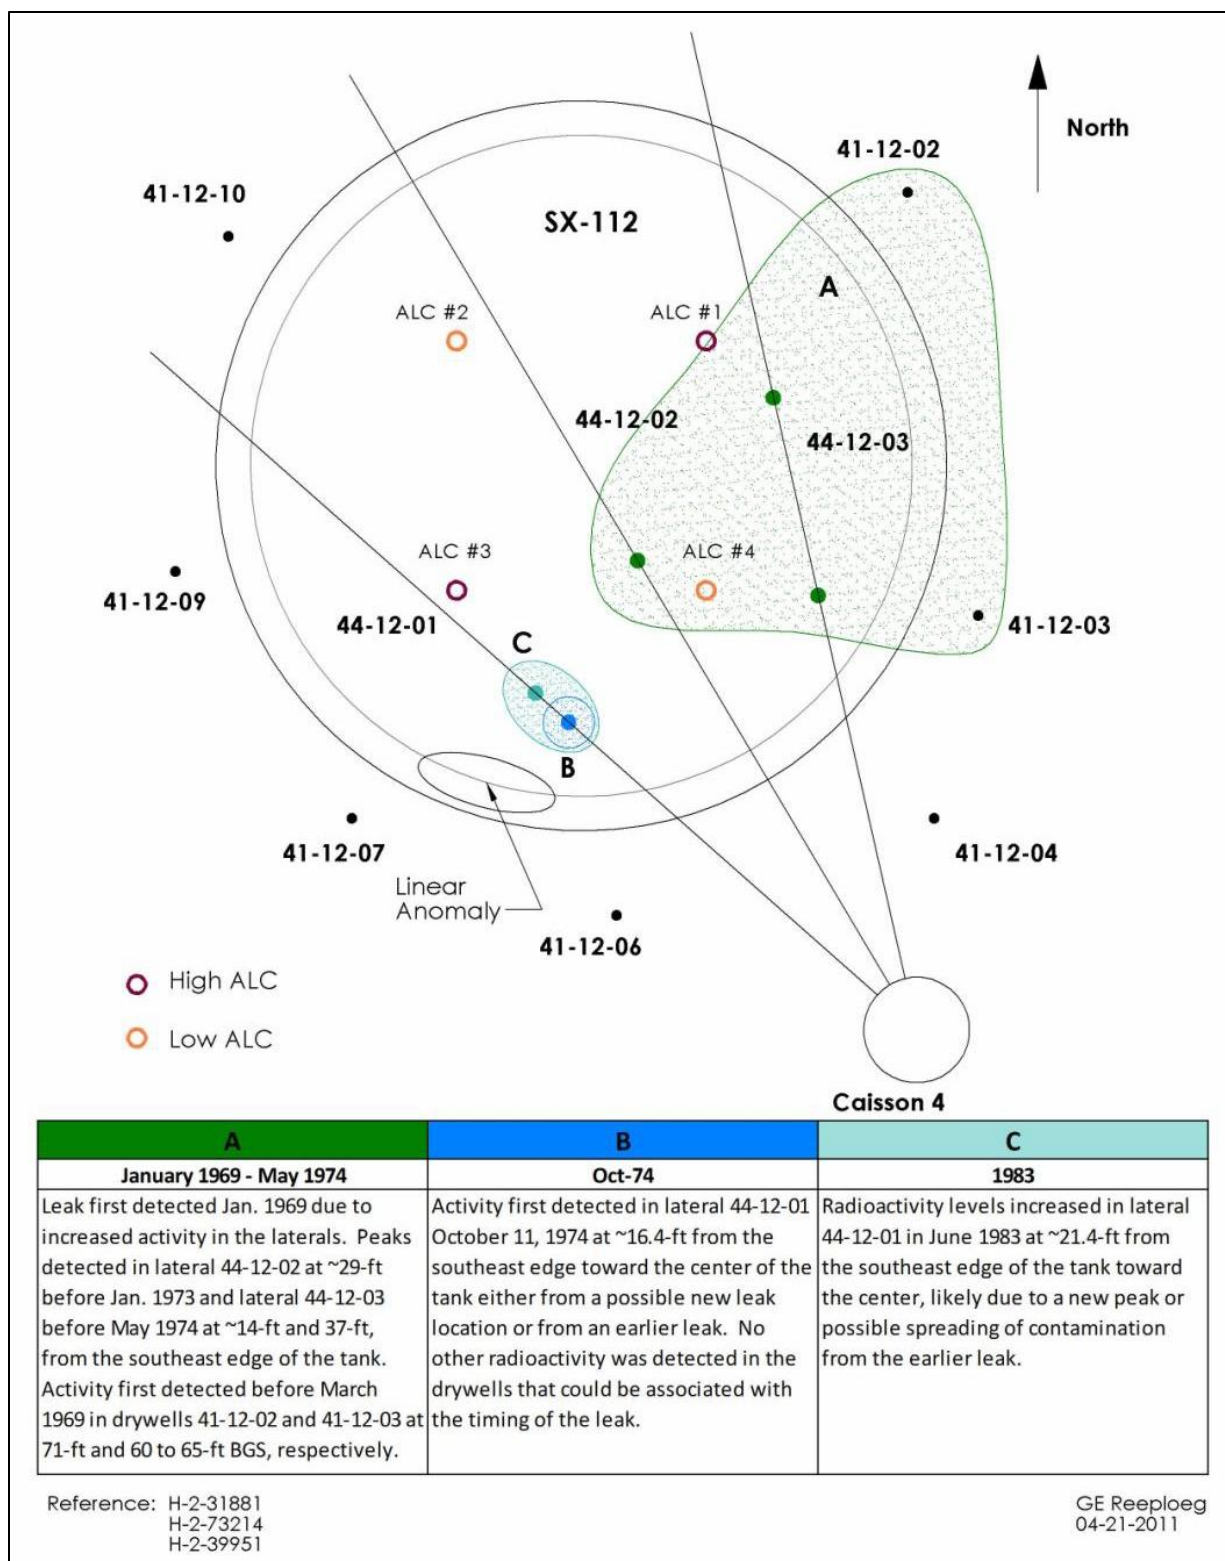 North
41-12-02
41-12-10
SX-112
A
ALC #2
ALC #1
44-12-02
44-12-03
ALC #3
ALC #4
41-12-09
44-12-01
41-12-03
C
B
41-12-07
41-12-04
Linear
Anomaly
41-12-06
High ALC
Low ALC
Caisson 4
A
January 1969 - May 1974
Leak first detected Jan. 1969 due to
increased activity in the laterals. Peaks
detected in lateral 44-12-02 at ~29-ft
before Jan. 1973 and lateral 44-12-03
before May 1974 at ~14-ft and 37-ft,
from the southeast edge of the tank.
Activity first detected before March
1969 in drywells 41-12-02 and 41-12-03 at
71-ft and 60 to 65-ft BGS, respectively.
B
Oct-74
Activity first detected in lateral 44-12-01
October 11, 1974 at ~16.4-ft from the
southeast edge toward the center of the
tank either from a possible new leak
location or from an earlier leak. No
other radioactivity was detected in the
drywells that could be associated with
the timing of the leak.
C
1983
Radioactivity levels increased in lateral
44-12-01 in June 1983 at ~21.4-ft from
the southeast edge of the tank toward
the center, likely due to a new peak or
possible spreading of contamination
from the earlier leak.
Reference: H-2-31881
H-2-73214
H-2-39951
GE Reeploeg
04-21-2011